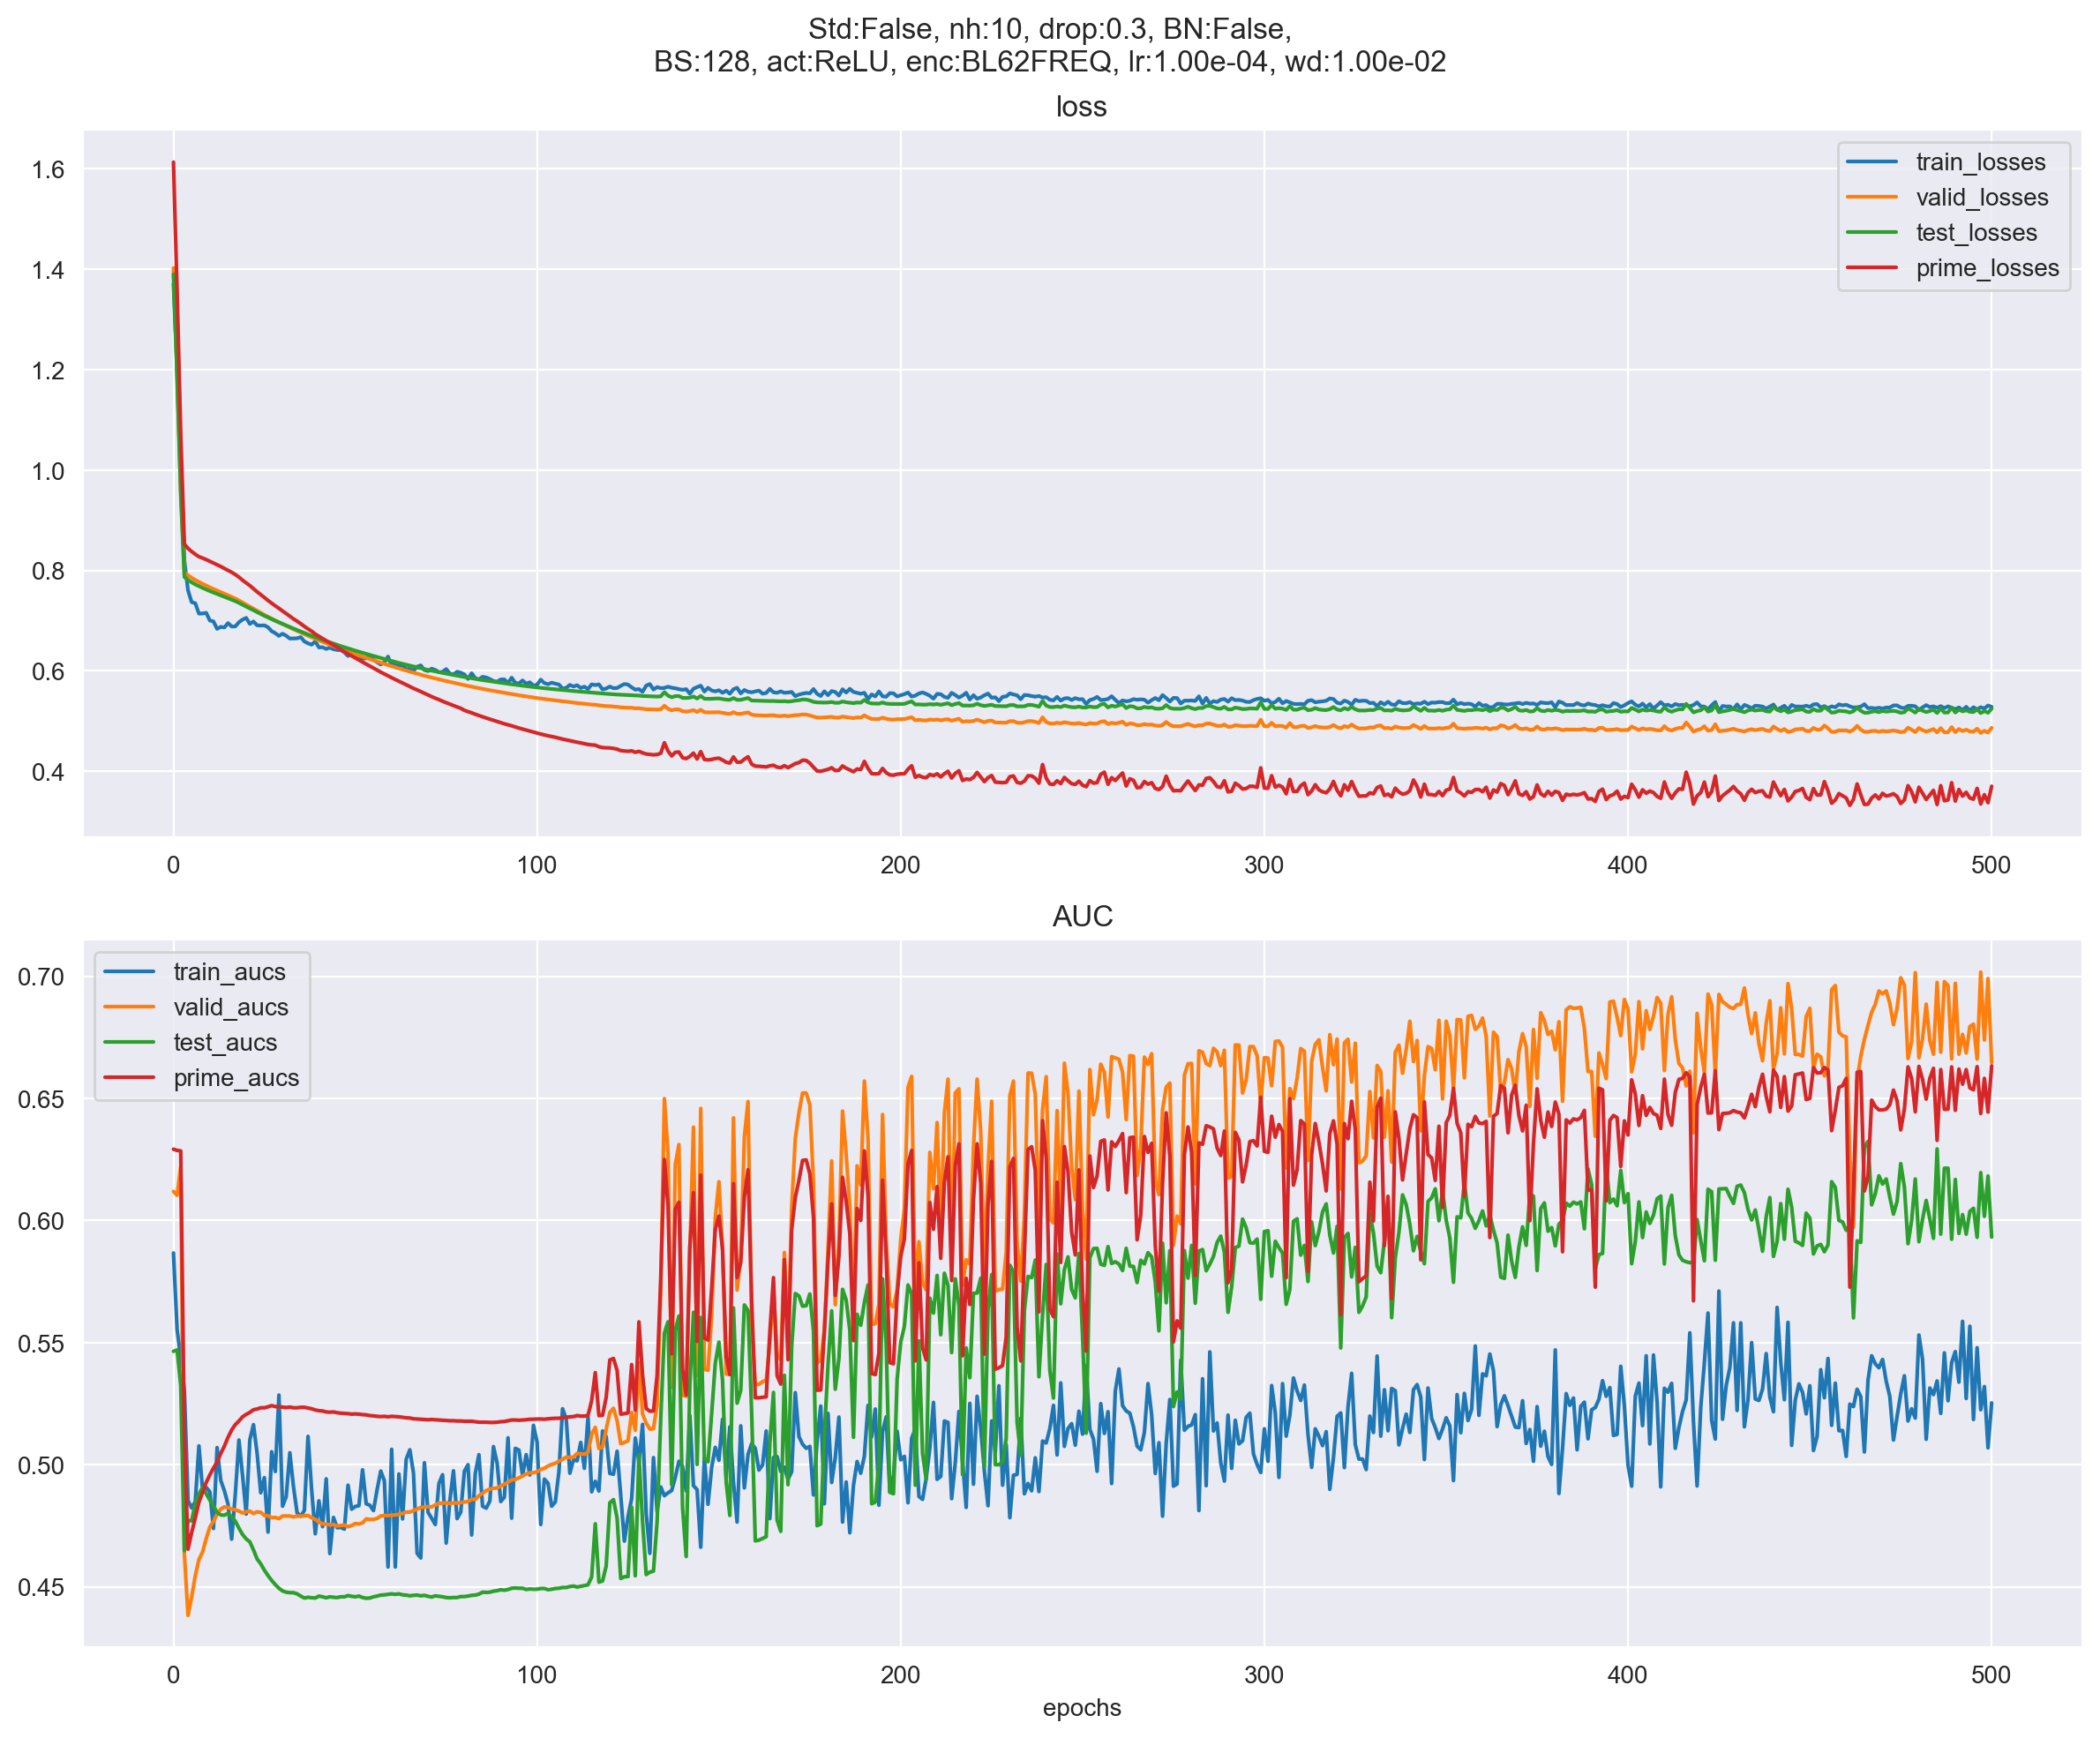 Std:False, nh:10, drop:0.3, BN:False,
BS:128, act:ReLU, enc:BL62FREQ, lr:1.00e-04, wd:1.00e-02
loss
1.6
1.4
1.2
1.0
0.8
0.6
0.4
train_losses
valid_losses
test_losses
prime_losses
0 100 200 300 400 500
AUC
0.70
0.65
0.60
0.55
0.50
0.45
train_aucs
valid_aucs
test_aucs
prime_aucs
0 100 200 300 400 500
epochs